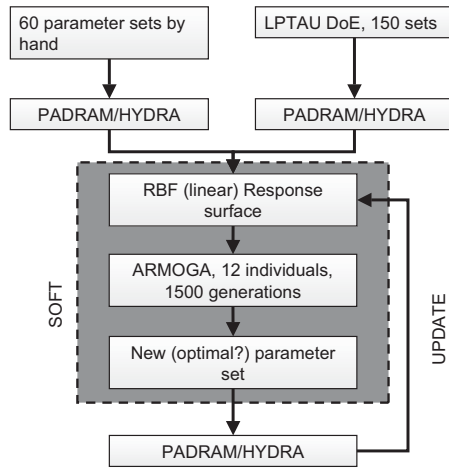 60 parameter sets by
hand
LPTAU DoE, 150 sets
PADRAM/HYDRA
PADRAM/HYDRA
RBF (linear) Response
surface
ARMOGA, 12 individuals,
1500 generations
New (optimal?) parameter
set
SOFT
UPDATE
PADRAM/HYDRA